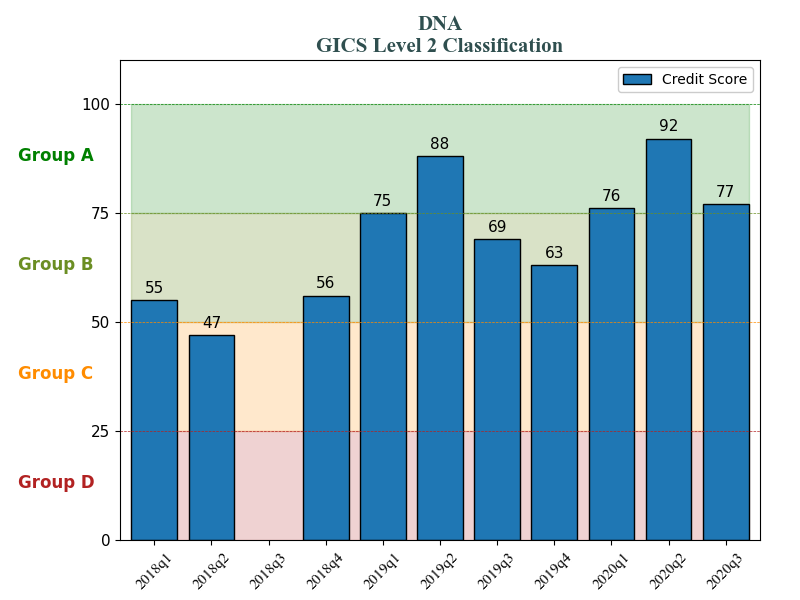 DNA
GICS Level 2 Classification
Credit Score
100
Group A
75
Group B
50
Group C
25
Group D
0
55
47
56
75
88
69
63
76
92
77
2018q1
2018q2
2018q3
2018q4
2019q1
2019q2
2019q3
2019q4
2020q1
2020q2
2020q3